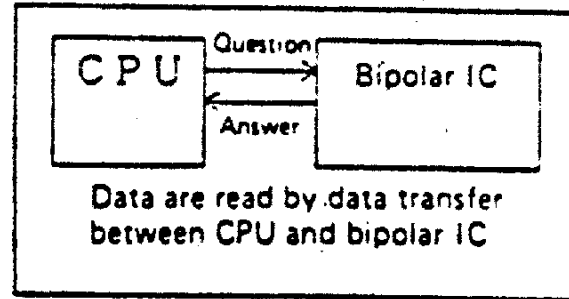 Question
CPU
Bipolar IC
Answer
Data are read by data transfer
between CPU and bipolar IC